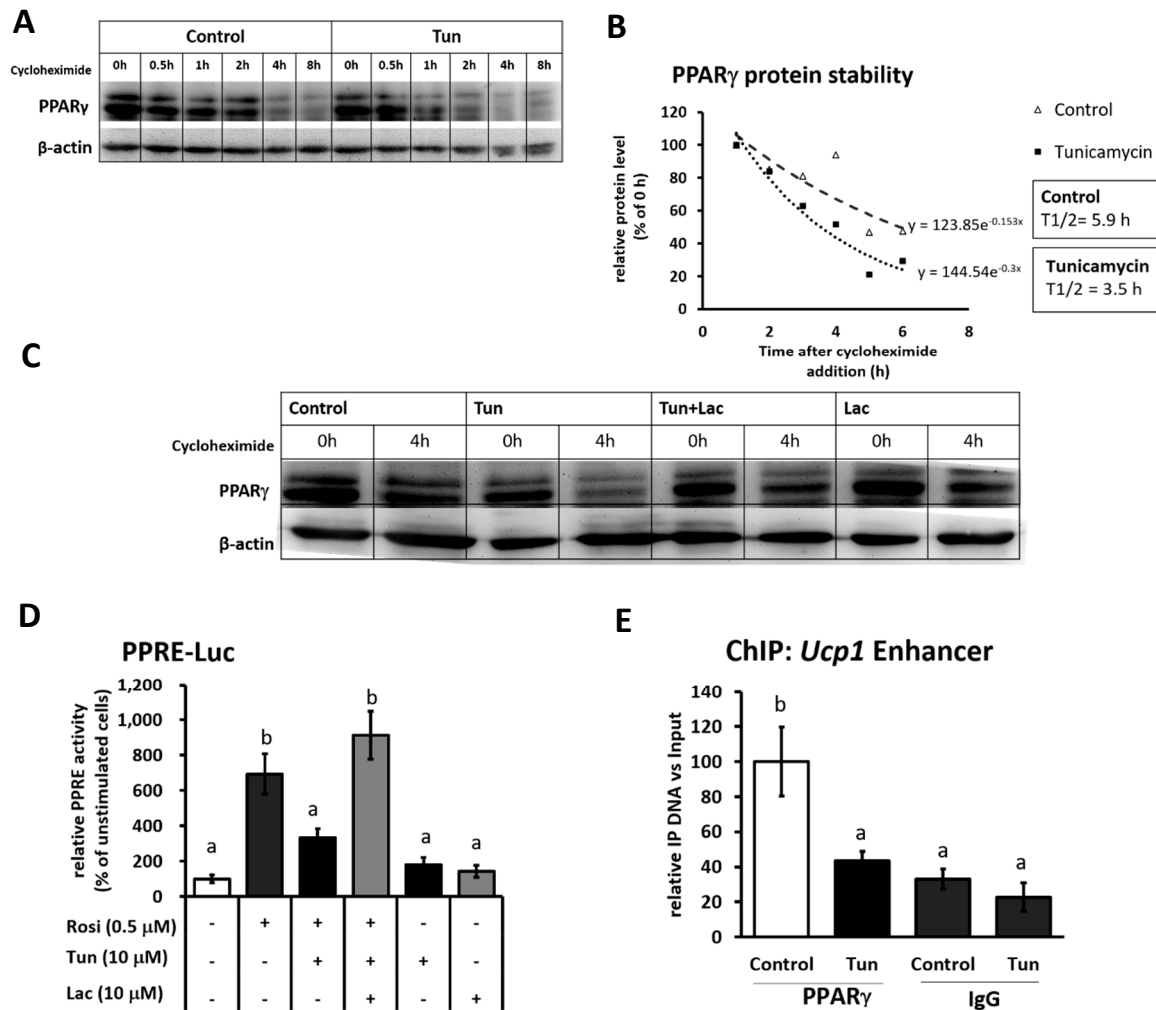 A
Control Tun
Cycloheximide 0h 0.5h 1h 2h 4h 8h 0h 0.5h 1h 2h 4h 8h
PPARγ
β-actin
B
PPARγ protein stability
relative protein level
(% of 0 h)
120
100
80
60
40
20
0
0 2 4 6 8
Time after cycloheximide
addition (h)
y = 123.85e^-0.153x
y = 144.54e^-0.3x
Control
Tunicamycin
Control
T1/2= 5.9 h
Tunicamycin
T1/2 = 3.5 h
C
Control Tun Tun+Lac Lac
Cycloheximide 0h 4h 0h 4h 0h 4h 0h 4h
PPARγ
β-actin
D
PPRE-Luc
relative PPRE activity
(% of unstimulated cells)
1,200
1,000
800
600
400
200
0
a b a b a a
Rosi (0.5 μM) - + + + - -
Tun (10 μM) - - + + + -
Lac (10 μM) - - - + - +
E
ChIP: Ucp1 Enhancer
relative IP DNA vs Input
140
120
100
80
60
40
20
0
b a a a
Control Tun Control Tun
PPARγ IgG